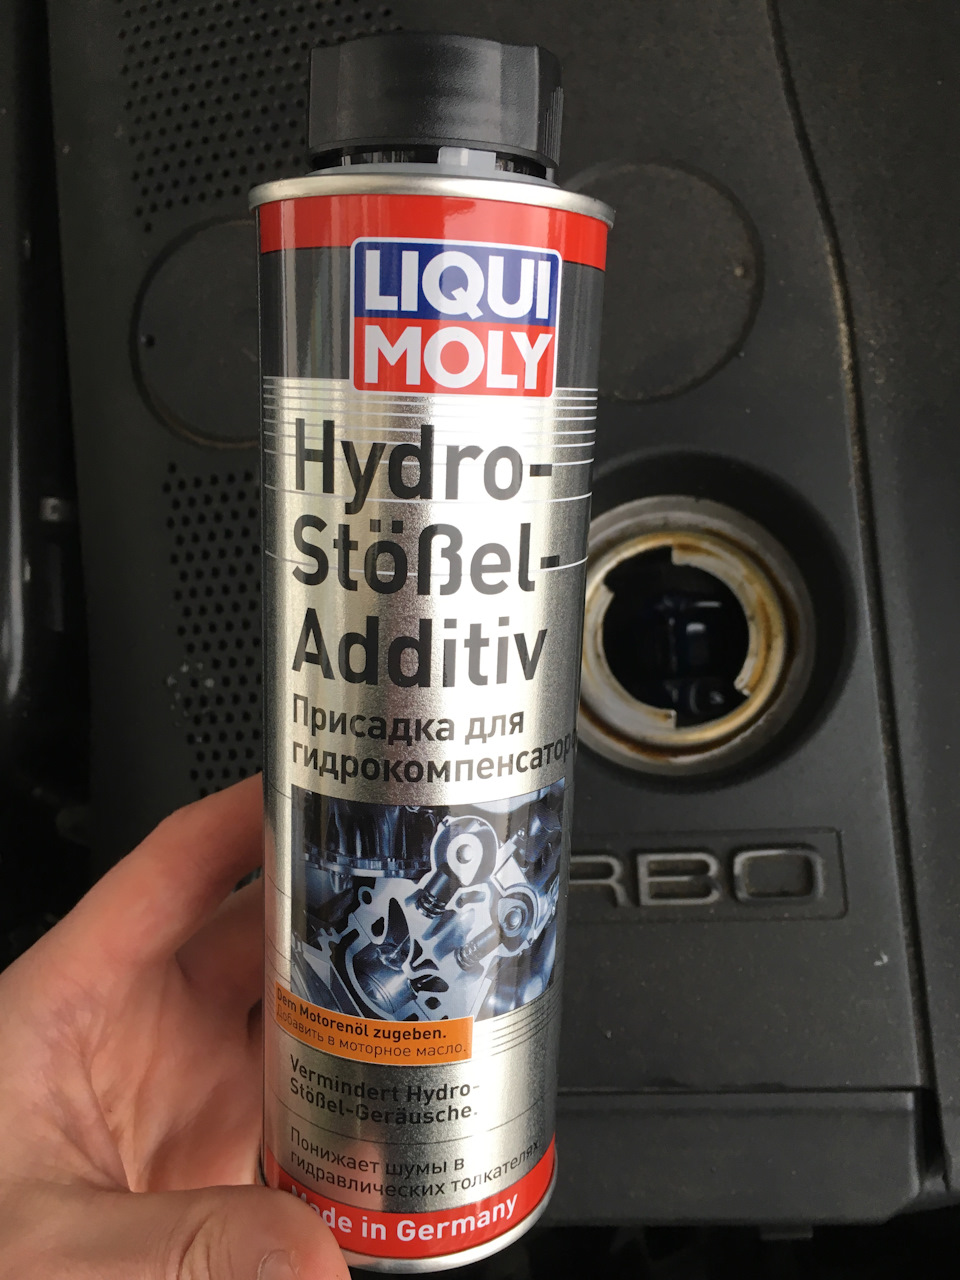 LIQUI
MOLY
Hydro-
Stößel-
Additiv
Присадка для
гидрокомпенсатор
Dem Motorenöl zugeben.
Добавить в моторное масло.
Vermindert Hydro-
Stößel-Geräusche.
Понижает шумы в
гидравлических толкателях.
Made in Germany
RBO